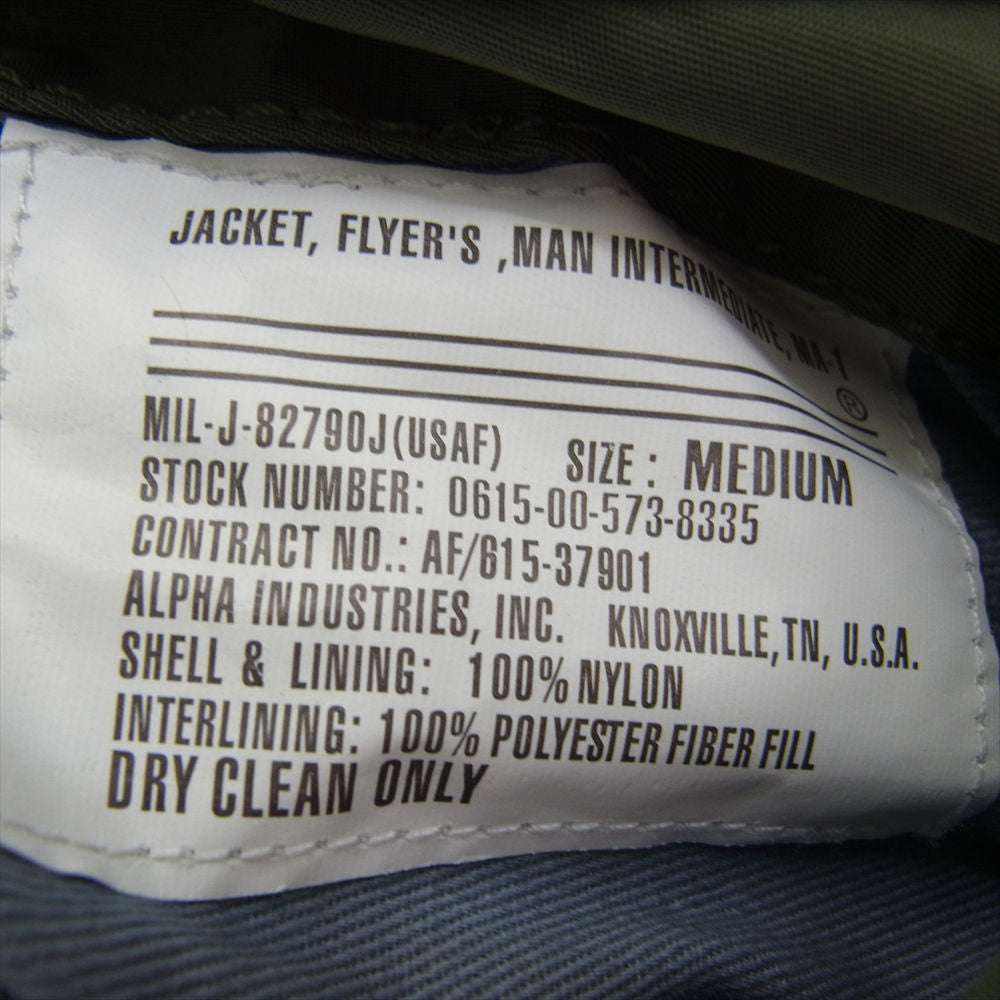 JACKET, FLYER'S ,MAN INTERMEDIATE, MA-1
®
MIL-J-82790J(USAF) SIZE : MEDIUM
STOCK NUMBER: 0615-00-573-8335
CONTRACT NO.: AF/615-37901
ALPHA INDUSTRIES, INC. KNOXVILLE,TN, U.S.A.
SHELL & LINING: 100% NYLON
INTERLINING: 100% POLYESTER FIBER FILL
DRY CLEAN ONLY